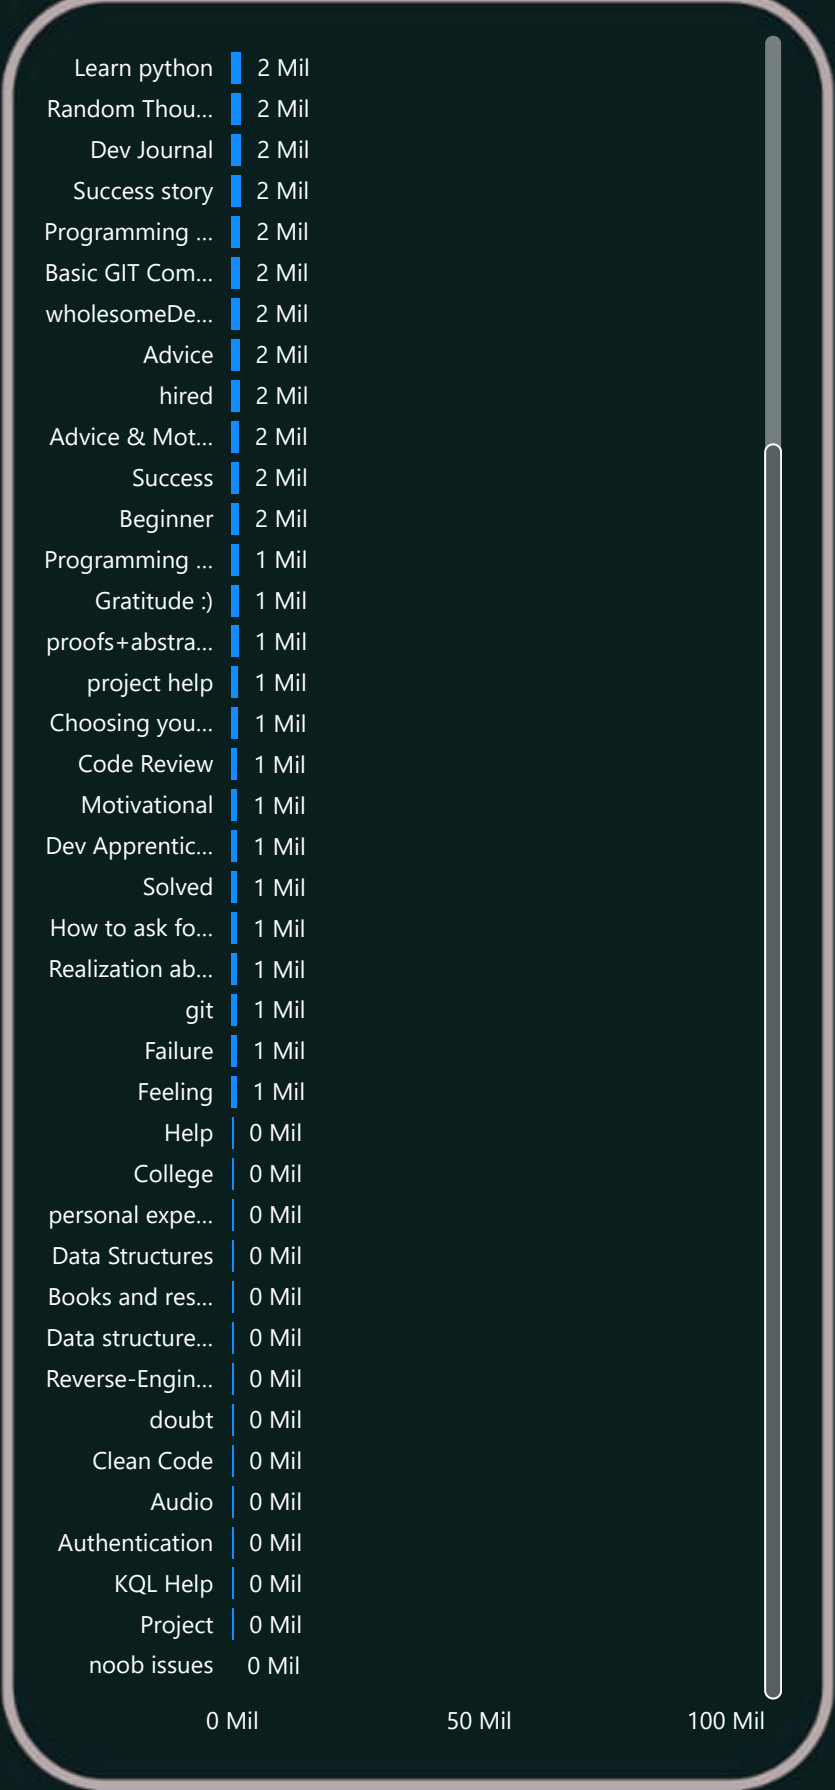 Learn python 2 Mil
Random Thou... 2 Mil
Dev Journal 2 Mil
Success story 2 Mil
Programming ... 2 Mil
Basic GIT Com... 2 Mil
wholesomeDe... 2 Mil
Advice 2 Mil
hired 2 Mil
Advice & Mot... 2 Mil
Success 2 Mil
Beginner 2 Mil
Programming ... 1 Mil
Gratitude :) 1 Mil
proofs+abstra... 1 Mil
project help 1 Mil
Choosing you... 1 Mil
Code Review 1 Mil
Motivational 1 Mil
Dev Apprentic... 1 Mil
Solved 1 Mil
How to ask fo... 1 Mil
Realization ab... 1 Mil
git 1 Mil
Failure 1 Mil
Feeling 1 Mil
Help 0 Mil
College 0 Mil
personal expe... 0 Mil
Data Structures 0 Mil
Books and res... 0 Mil
Data structure... 0 Mil
Reverse-Engin... 0 Mil
doubt 0 Mil
Clean Code 0 Mil
Audio 0 Mil
Authentication 0 Mil
KQL Help 0 Mil
Project 0 Mil
noob issues 0 Mil
0 Mil 50 Mil 100 Mil